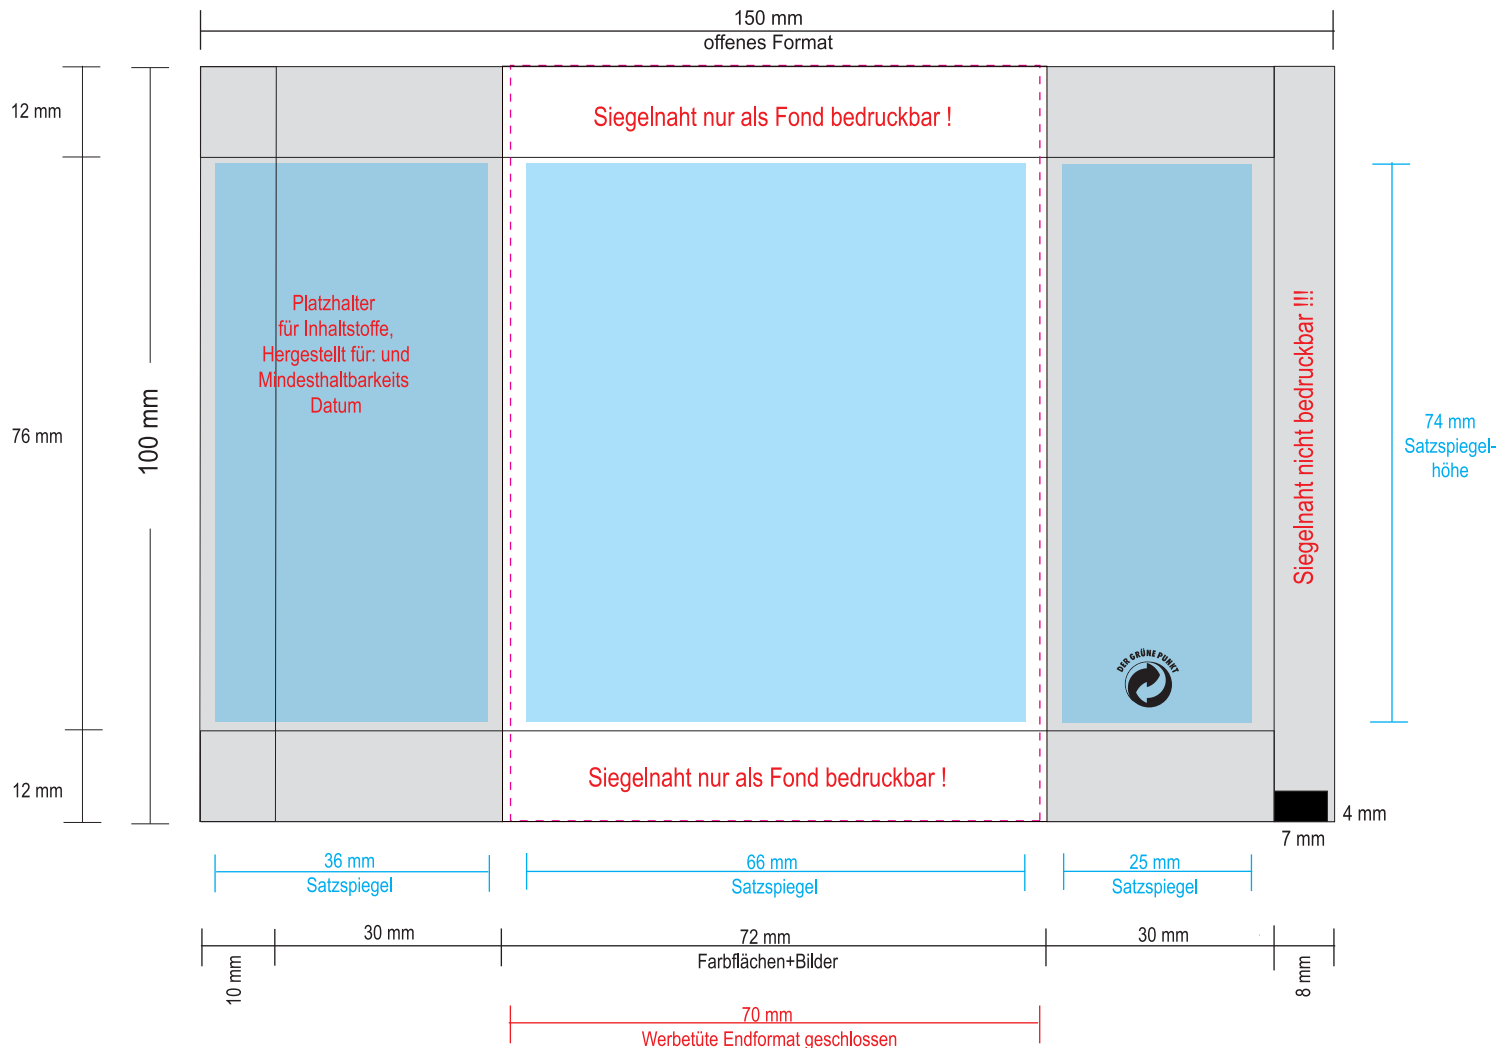 150 mm
offenes Format
12 mm
Siegelnaht nur als Fond bedruckbar !
Platzhalter
für Inhaltstoffe,
Hergestellt für: und
Mindesthaltbarkeits
Datum
76 mm
100 mm
Siegelnaht nicht bedruckbar !!!
74 mm
Satzspiegel-
höhe
DER GRÜNE PUNKT
12 mm
Siegelnaht nur als Fond bedruckbar !
4 mm
7 mm
36 mm
Satzspiegel
66 mm
Satzspiegel
25 mm
Satzspiegel
10 mm
30 mm
72 mm
Farbflächen+Bilder
30 mm
8 mm
70 mm
Werbetüte Endformat geschlossen